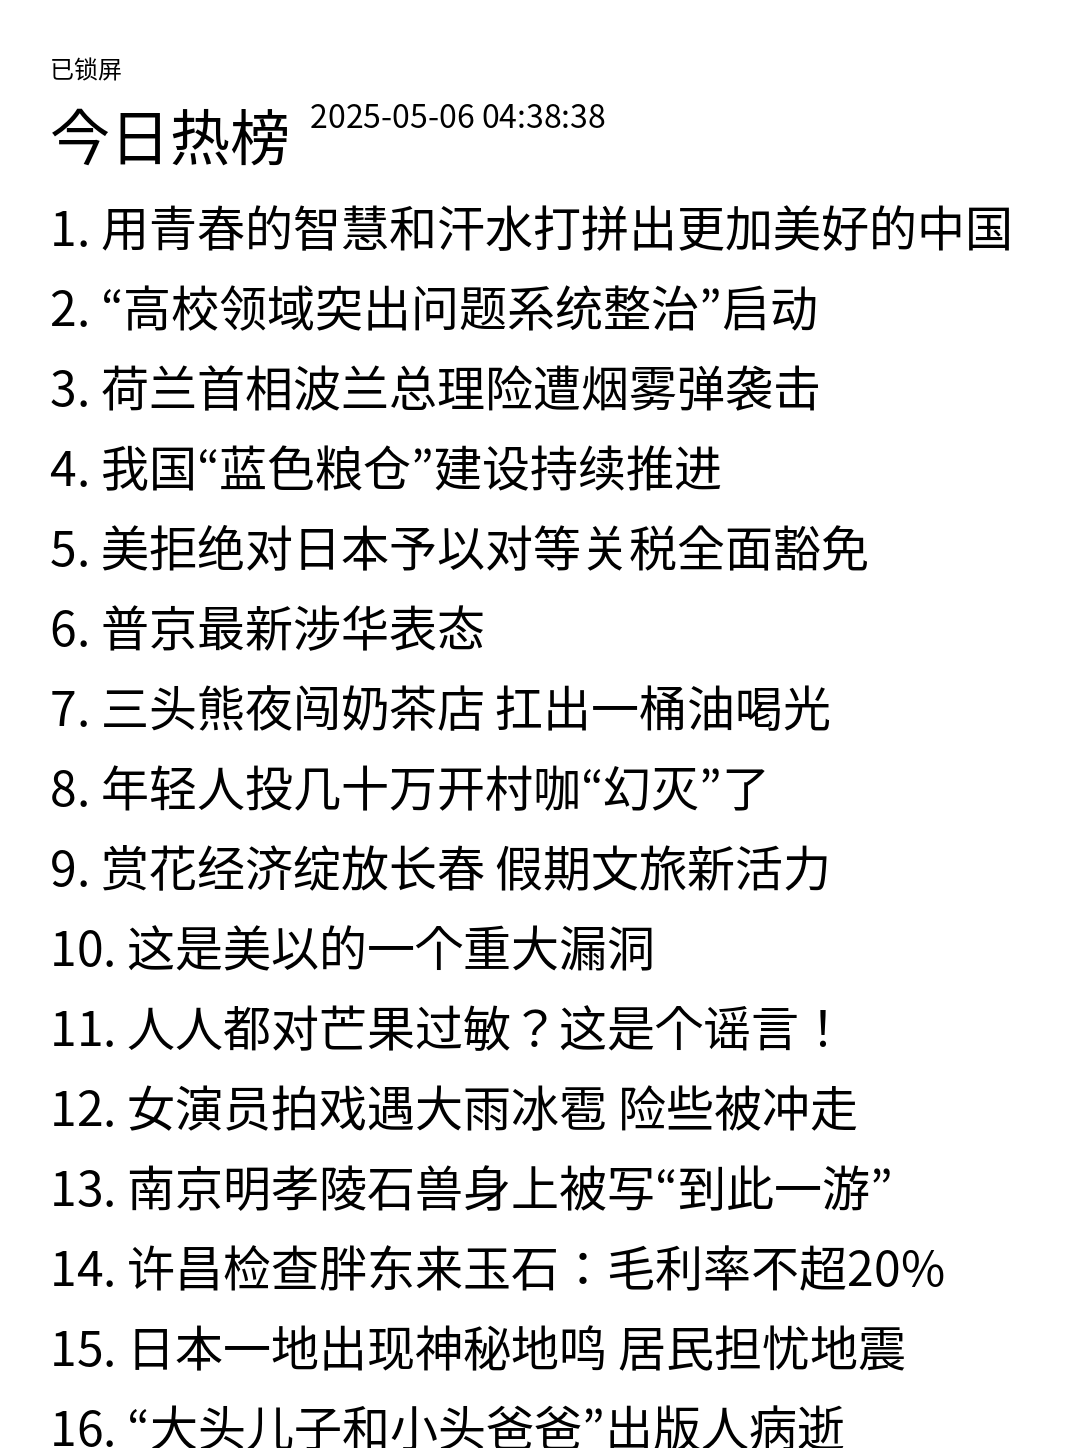 已锁屏
今日热榜 2025-05-06 04:38:38
1. 用青春的智慧和汗水打拼出更加美好的中国
2. “高校领域突出问题系统整治”启动
3. 荷兰首相波兰总理险遭烟雾弹袭击
4. 我国“蓝色粮仓”建设持续推进
5. 美拒绝对日本予以对等关税全面豁免
6. 普京最新涉华表态
7. 三头熊夜闯奶茶店 扛出一桶油喝光
8. 年轻人投几十万开村咖“幻灭”了
9. 赏花经济绽放长春 假期文旅新活力
10. 这是美以的一个重大漏洞
11. 人人都对芒果过敏？这是个谣言！
12. 女演员拍戏遇大雨冰雹 险些被冲走
13. 南京明孝陵石兽身上被写“到此一游”
14. 许昌检查胖东来玉石：毛利率不超20%
15. 日本一地出现神秘地鸣 居民担忧地震
16. “大头儿子和小头爸爸”出版人病逝